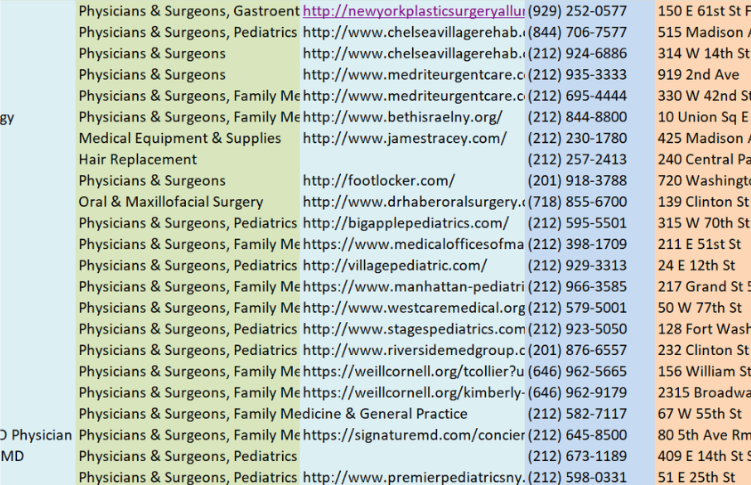 Physicians & Surgeons, Gastroent http://newyorkplasticsurgeryallur (929) 252-0577 150 E 61st St F
Physicians & Surgeons, Pediatrics http://www.chelseavillagerehab.c (844) 706-7577 515 Madison A
Physicians & Surgeons http://www.chelseavillagerehab.c (212) 924-6886 314 W 14th St
Physicians & Surgeons http://www.medriteurgentcare.c (212) 935-3333 919 2nd Ave
Physicians & Surgeons, Family Me http://www.medriteurgentcare.c (212) 695-4444 330 W 42nd St
gy Physicians & Surgeons, Family Me http://www.bethisraelny.org/ (212) 844-8800 10 Union Sq E
Medical Equipment & Supplies http://www.jamestracey.com/ (212) 230-1780 425 Madison A
Hair Replacement (212) 257-2413 240 Central Pa
Physicians & Surgeons http://footlocker.com/ (201) 918-3788 720 Washingto
Oral & Maxillofacial Surgery http://www.drhaberoralsurgery.c (718) 855-6700 139 Clinton St
Physicians & Surgeons, Pediatrics http://bigapplepediatrics.com/ (212) 595-5501 315 W 70th St
Physicians & Surgeons, Family Me https://www.medicalofficesofma (212) 398-1709 211 E 51st St
Physicians & Surgeons, Pediatrics http://villagepediatric.com/ (212) 929-3313 24 E 12th St
Physicians & Surgeons, Family Me https://www.manhattan-pediatri (212) 966-3585 217 Grand St 5
Physicians & Surgeons, Family Me http://www.westcaremedical.org (212) 579-5001 50 W 77th St
Physicians & Surgeons, Pediatrics http://www.stagespediatrics.com (212) 923-5050 128 Fort Wash
Physicians & Surgeons, Pediatrics http://www.riversidemedgroup.c (201) 876-6557 232 Clinton St
Physicians & Surgeons, Family Me https://weillcornell.org/tcollier?u (646) 962-5665 156 William St
Physicians & Surgeons, Family Me https://weillcornell.org/kimberly- (646) 962-9179 2315 Broadwa
Physicians & Surgeons, Family Medicine & General Practice (212) 582-7117 67 W 55th St
D Physician Physicians & Surgeons, Family Me https://signaturemd.com/concier (212) 645-8500 80 5th Ave Rm
MD Physicians & Surgeons, Pediatrics (212) 673-1189 409 E 14th St S
Physicians & Surgeons, Pediatrics http://www.premierpediatricsny. (212) 598-0331 51 E 25th St